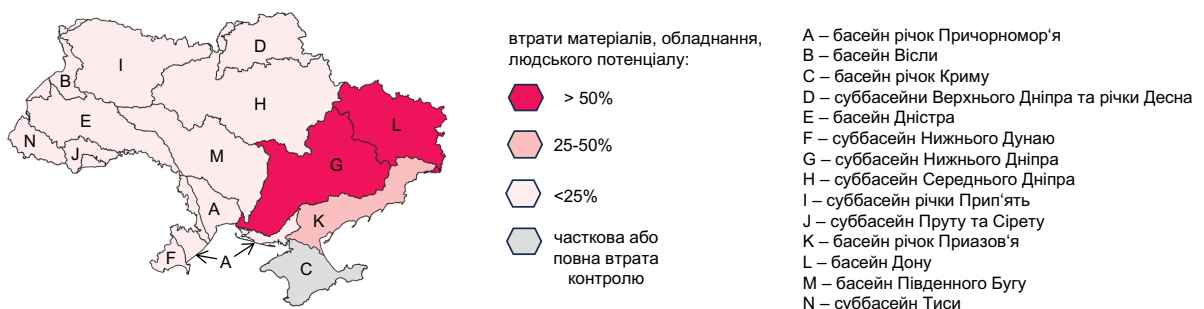 D
I
B
H
L
E
N
J
M
G
A
K
F
A
C
втрати матеріалів, обладнання,
людського потенціалу:
> 50%
25-50%
<25%
часткова або
повна втрата
контролю
A – басейн річок Причорномор‘я
B – басейн Вісли
C – басейн річок Криму
D – суббасейни Верхнього Дніпра та річки Десна
E – басейн Дністра
F – суббасейн Нижнього Дунаю
G – суббасейн Нижнього Дніпра
H – суббасейн Середнього Дніпра
I – суббасейн річки Прип‘ять
J – суббасейн Пруту та Сірету
K – басейн річок Приазов‘я
L – басейн Дону
M – басейн Південного Бугу
N – суббасейн Тиси